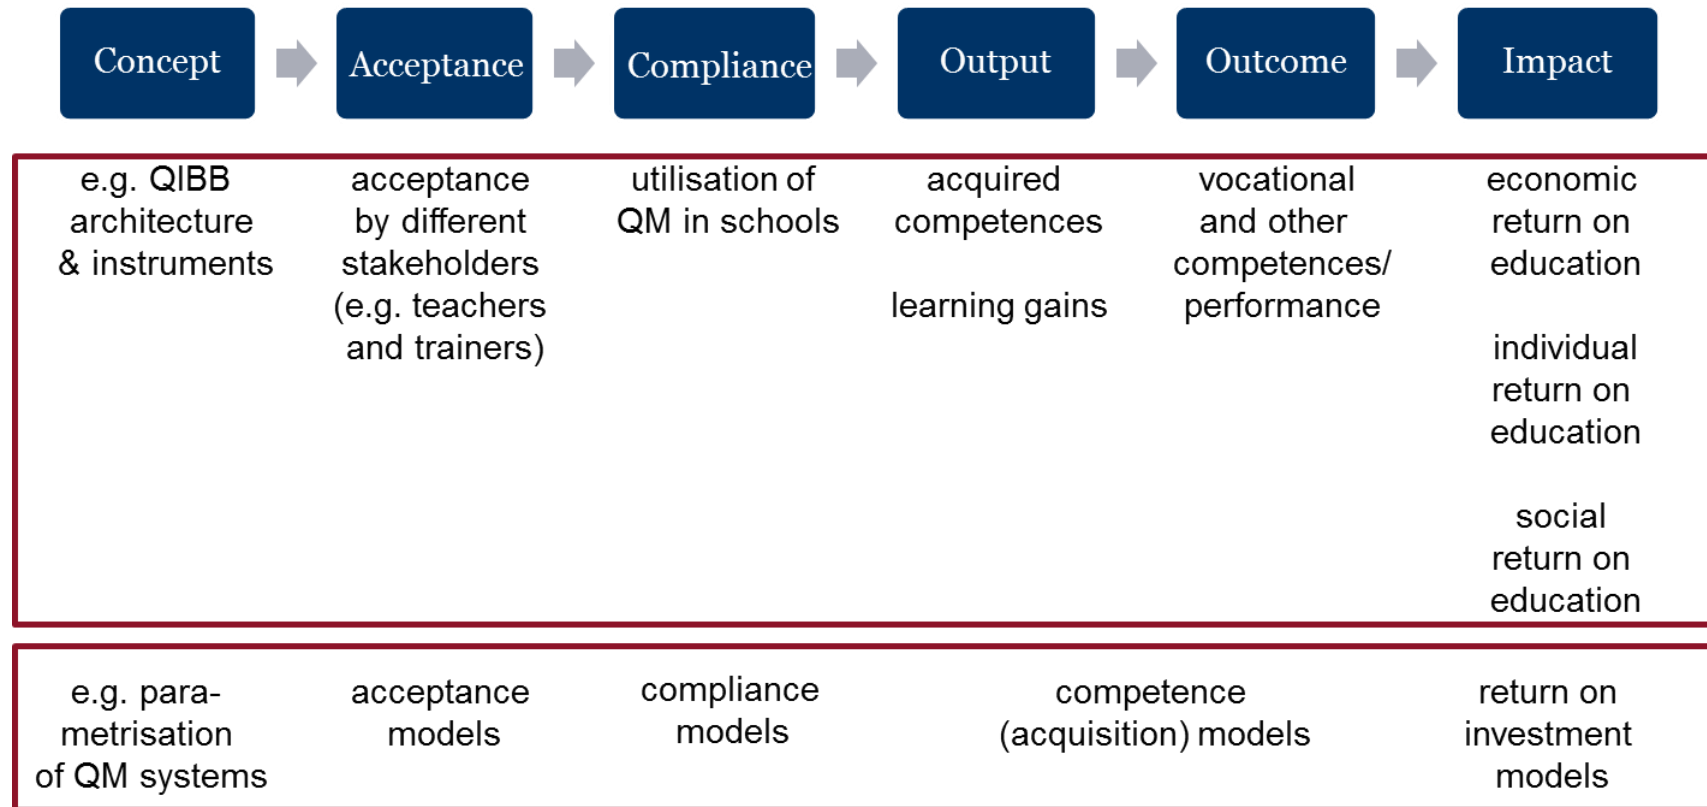 Concept
Acceptance
Compliance
Output
Outcome
Impact
e.g. QIBB
architecture
& instruments
acceptance
by different
stakeholders
(e.g. teachers
and trainers)
utilisation of
QM in schools
acquired
competences
learning gains
vocational
and other
competences/
performance
economic
return on
education
individual
return on
education
social
return on
education
e.g. para-
metrisation
of QM systems
acceptance
models
compliance
models
competence
(acquisition) models
return on
investment
models